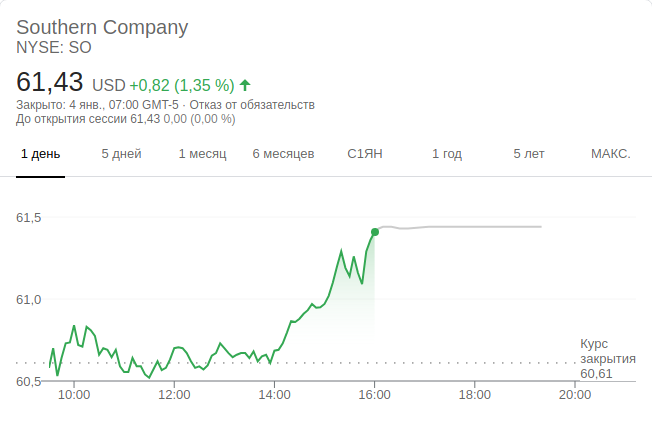 Southern Company
NYSE: SO
61,43 USD +0,82 (1,35 %)
Закрыто: 4 янв., 07:00 GMT-5 · Отказ от обязательств
До открытия сессии 61,43 0,00 (0,00 %)
1 день 5 дней 1 месяц 6 месяцев С1ЯН 1 год 5 лет МАКС.
61,5
61,0
60,5
Курс
закрытия
60,61
10:00 12:00 14:00 16:00 18:00 20:00